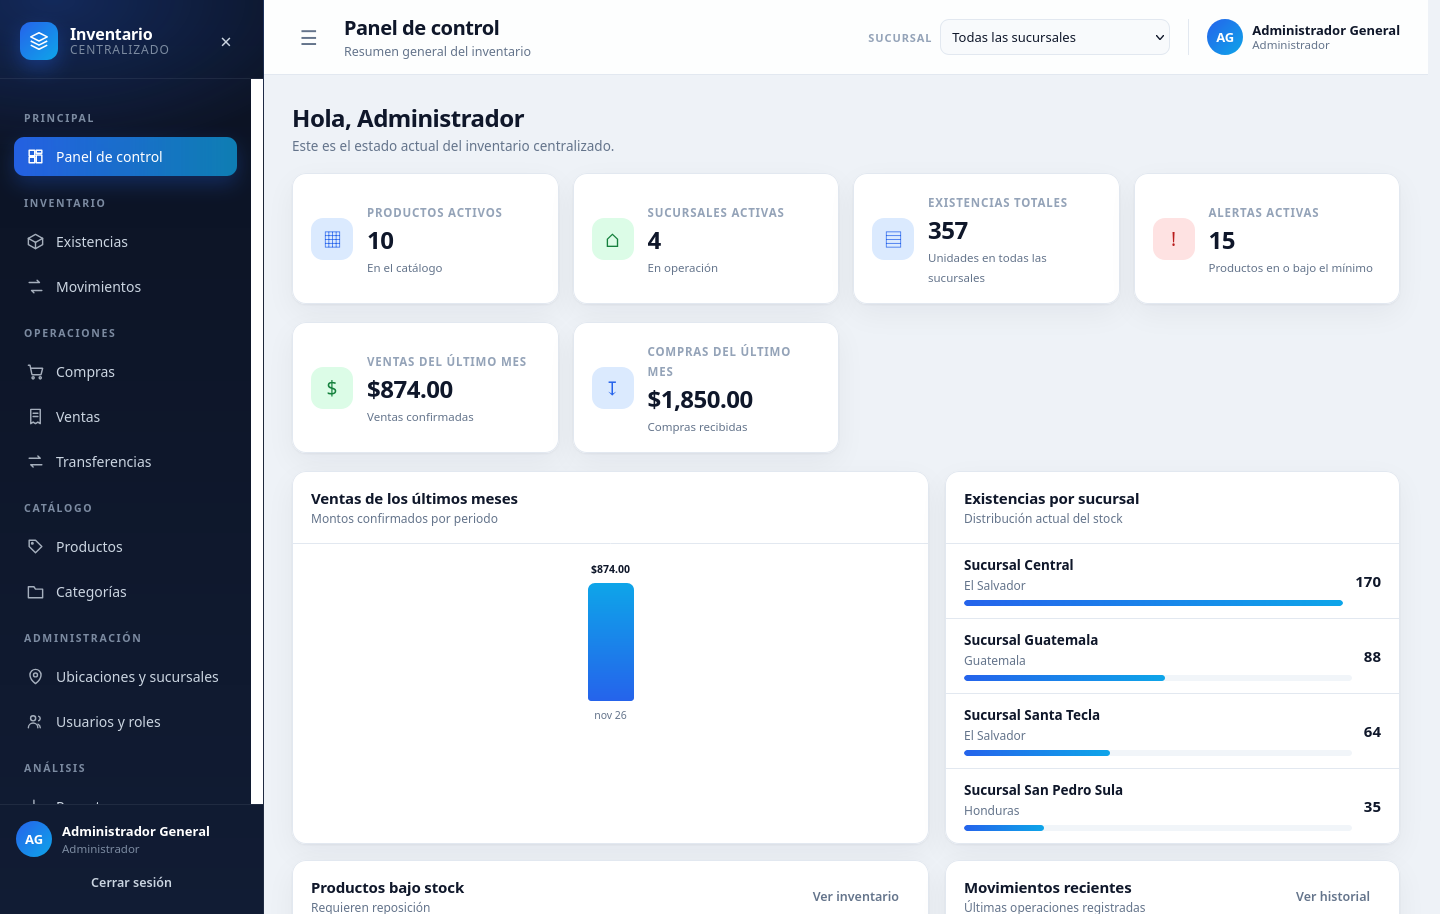 Inventario
CENTRALIZADO
×
PRINCIPAL
Panel de control
INVENTARIO
Existencias
Movimientos
OPERACIONES
Compras
Ventas
Transferencias
CATÁLOGO
Productos
Categorías
ADMINISTRACIÓN
Ubicaciones y sucursales
Usuarios y roles
ANÁLISIS
AG
Administrador General
Administrador
Cerrar sesión
Panel de control
Resumen general del inventario
SUCURSAL
Todas las sucursales
AG
Administrador General
Administrador
Hola, Administrador
Este es el estado actual del inventario centralizado.
PRODUCTOS ACTIVOS
10
En el catálogo
SUCURSALES ACTIVAS
4
En operación
EXISTENCIAS TOTALES
357
Unidades en todas las
sucursales
!
ALERTAS ACTIVAS
15
Productos en o bajo el mínimo
$
VENTAS DEL ÚLTIMO MES
$874.00
Ventas confirmadas
COMPRAS DEL ÚLTIMO
MES
$1,850.00
Compras recibidas
Ventas de los últimos meses
Montos confirmados por periodo
$874.00
nov 26
Existencias por sucursal
Distribución actual del stock
Sucursal Central
El Salvador
170
Sucursal Guatemala
Guatemala
88
Sucursal Santa Tecla
El Salvador
64
Sucursal San Pedro Sula
Honduras
35
Productos bajo stock
Requieren reposición
Ver inventario
Movimientos recientes
Últimas operaciones registradas
Ver historial